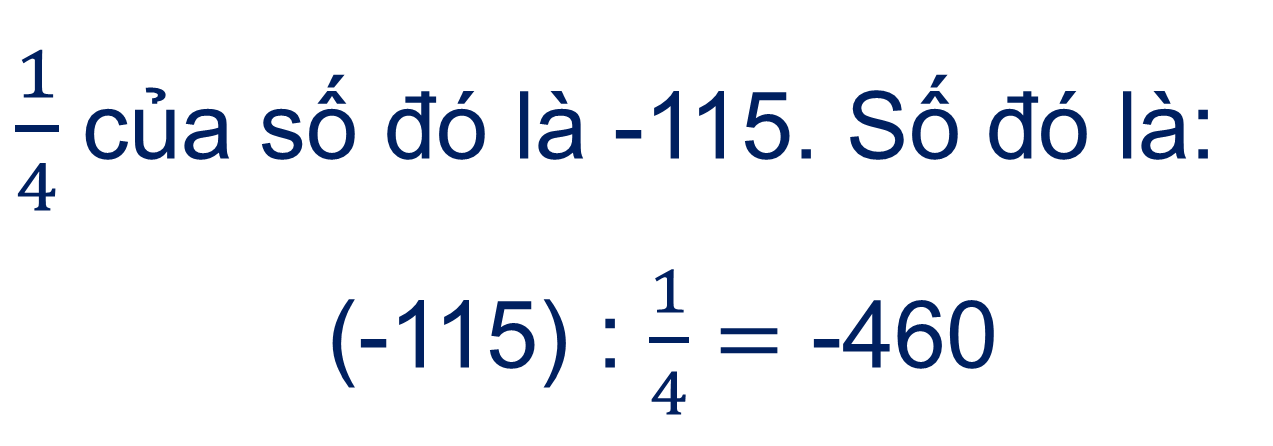 1/4 của số đó là -115. Số đó là:
(-115) : 1/4 = -460